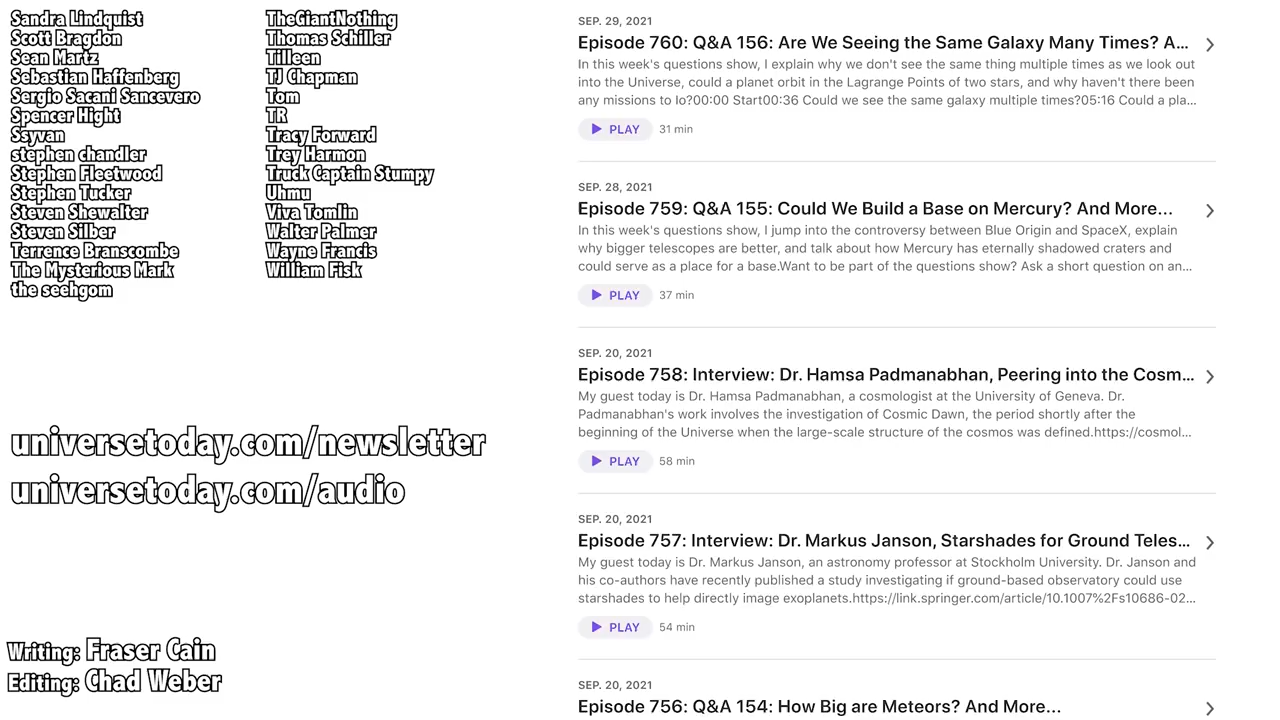 Sandra Lindquist
Scott Bragdon
Sean Martz
Sebastian Haffenberg
Sergio Sacani Sancevero
Spencer Hight
Ssyvan
stephen chandler
Stephen Fleetwood
Stephen Tucker
Steven Shewalter
Steven Silber
Terrence Branscombe
The Mysterious Mark
the seehgom
TheGiantNothing
Thomas Schiller
Tilleen
TJ Chapman
Tom
TR
Tracy Forward
Trey Harmon
Truck Captain Stumpy
Uhmu
Viva Tomlin
Walter Palmer
Wayne Francis
William Fisk
universetoday.com/newsletter
universetoday.com/audio
Writing: Fraser Cain
Editing: Chad Weber
SEP. 29, 2021
Episode 760: Q&A 156: Are We Seeing the Same Galaxy Many Times? A...
In this week's questions show, I explain why we don't see the same thing multiple times as we look out
into the Universe, could a planet orbit in the Lagrange Points of two stars, and why haven't there been
any missions to Io?00:00 Start00:36 Could we see the same galaxy multiple times?05:16 Could a pla...
PLAY 31 min
SEP. 28, 2021
Episode 759: Q&A 155: Could We Build a Base on Mercury? And More...
In this week's questions show, I jump into the controversy between Blue Origin and SpaceX, explain
why bigger telescopes are better, and talk about how Mercury has eternally shadowed craters and
could serve as a place for a base.Want to be part of the questions show? Ask a short question on an...
PLAY 37 min
SEP. 20, 2021
Episode 758: Interview: Dr. Hamsa Padmanabhan, Peering into the Cosm...
My guest today is Dr. Hamsa Padmanabhan, a cosmologist at the University of Geneva. Dr.
Padmanabhan's work involves the investigation of Cosmic Dawn, the period shortly after the
beginning of the Universe when the large-scale structure of the cosmos was defined.https://cosmol...
PLAY 58 min
SEP. 20, 2021
Episode 757: Interview: Dr. Markus Janson, Starshades for Ground Teles...
My guest today is Dr. Markus Janson, an astronomy professor at Stockholm University. Dr. Janson and
his co-authors have recently published a study investigating if ground-based observatory could use
starshades to help directly image exoplanets.https://link.springer.com/article/10.1007%2Fs10686-02...
PLAY 54 min
SEP. 20, 2021
Episode 756: Q&A 154: How Big are Meteors? And More...